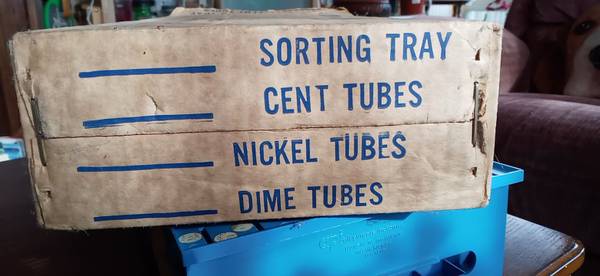 SORTING TRAY
CENT TUBES
NICKEL TUBES
DIME TUBES